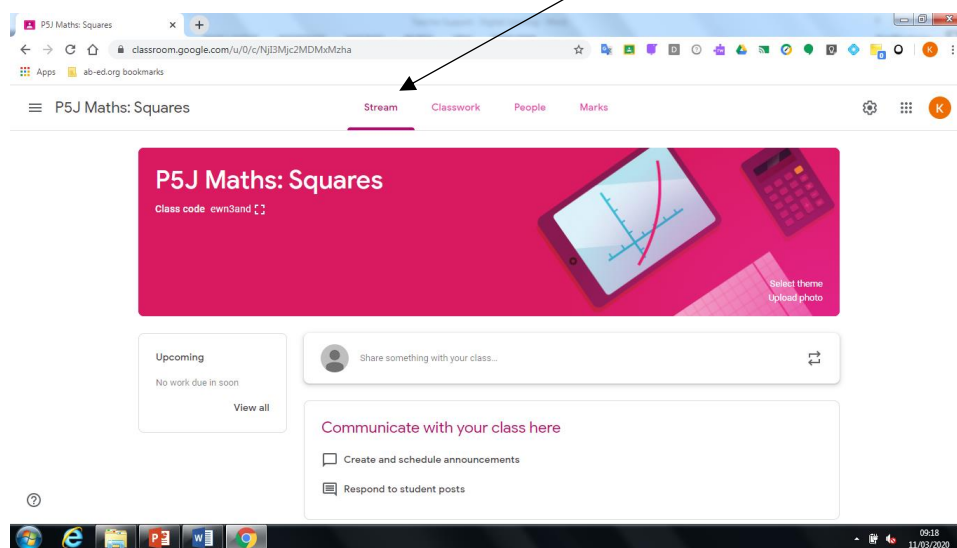 P5J Maths: Squares
classroom.google.com/u/0/c/NjI3Mjc2MDMxMzha
Apps ab-ed.org bookmarks
P5J Maths: Squares Stream Classwork People Marks K
P5J Maths: Squares
Class code ewn3and
Select theme
Upload photo
Upcoming
No work due in soon
View all
Share something with your class...
Communicate with your class here
Create and schedule announcements
Respond to student posts
09:18
11/03/2020